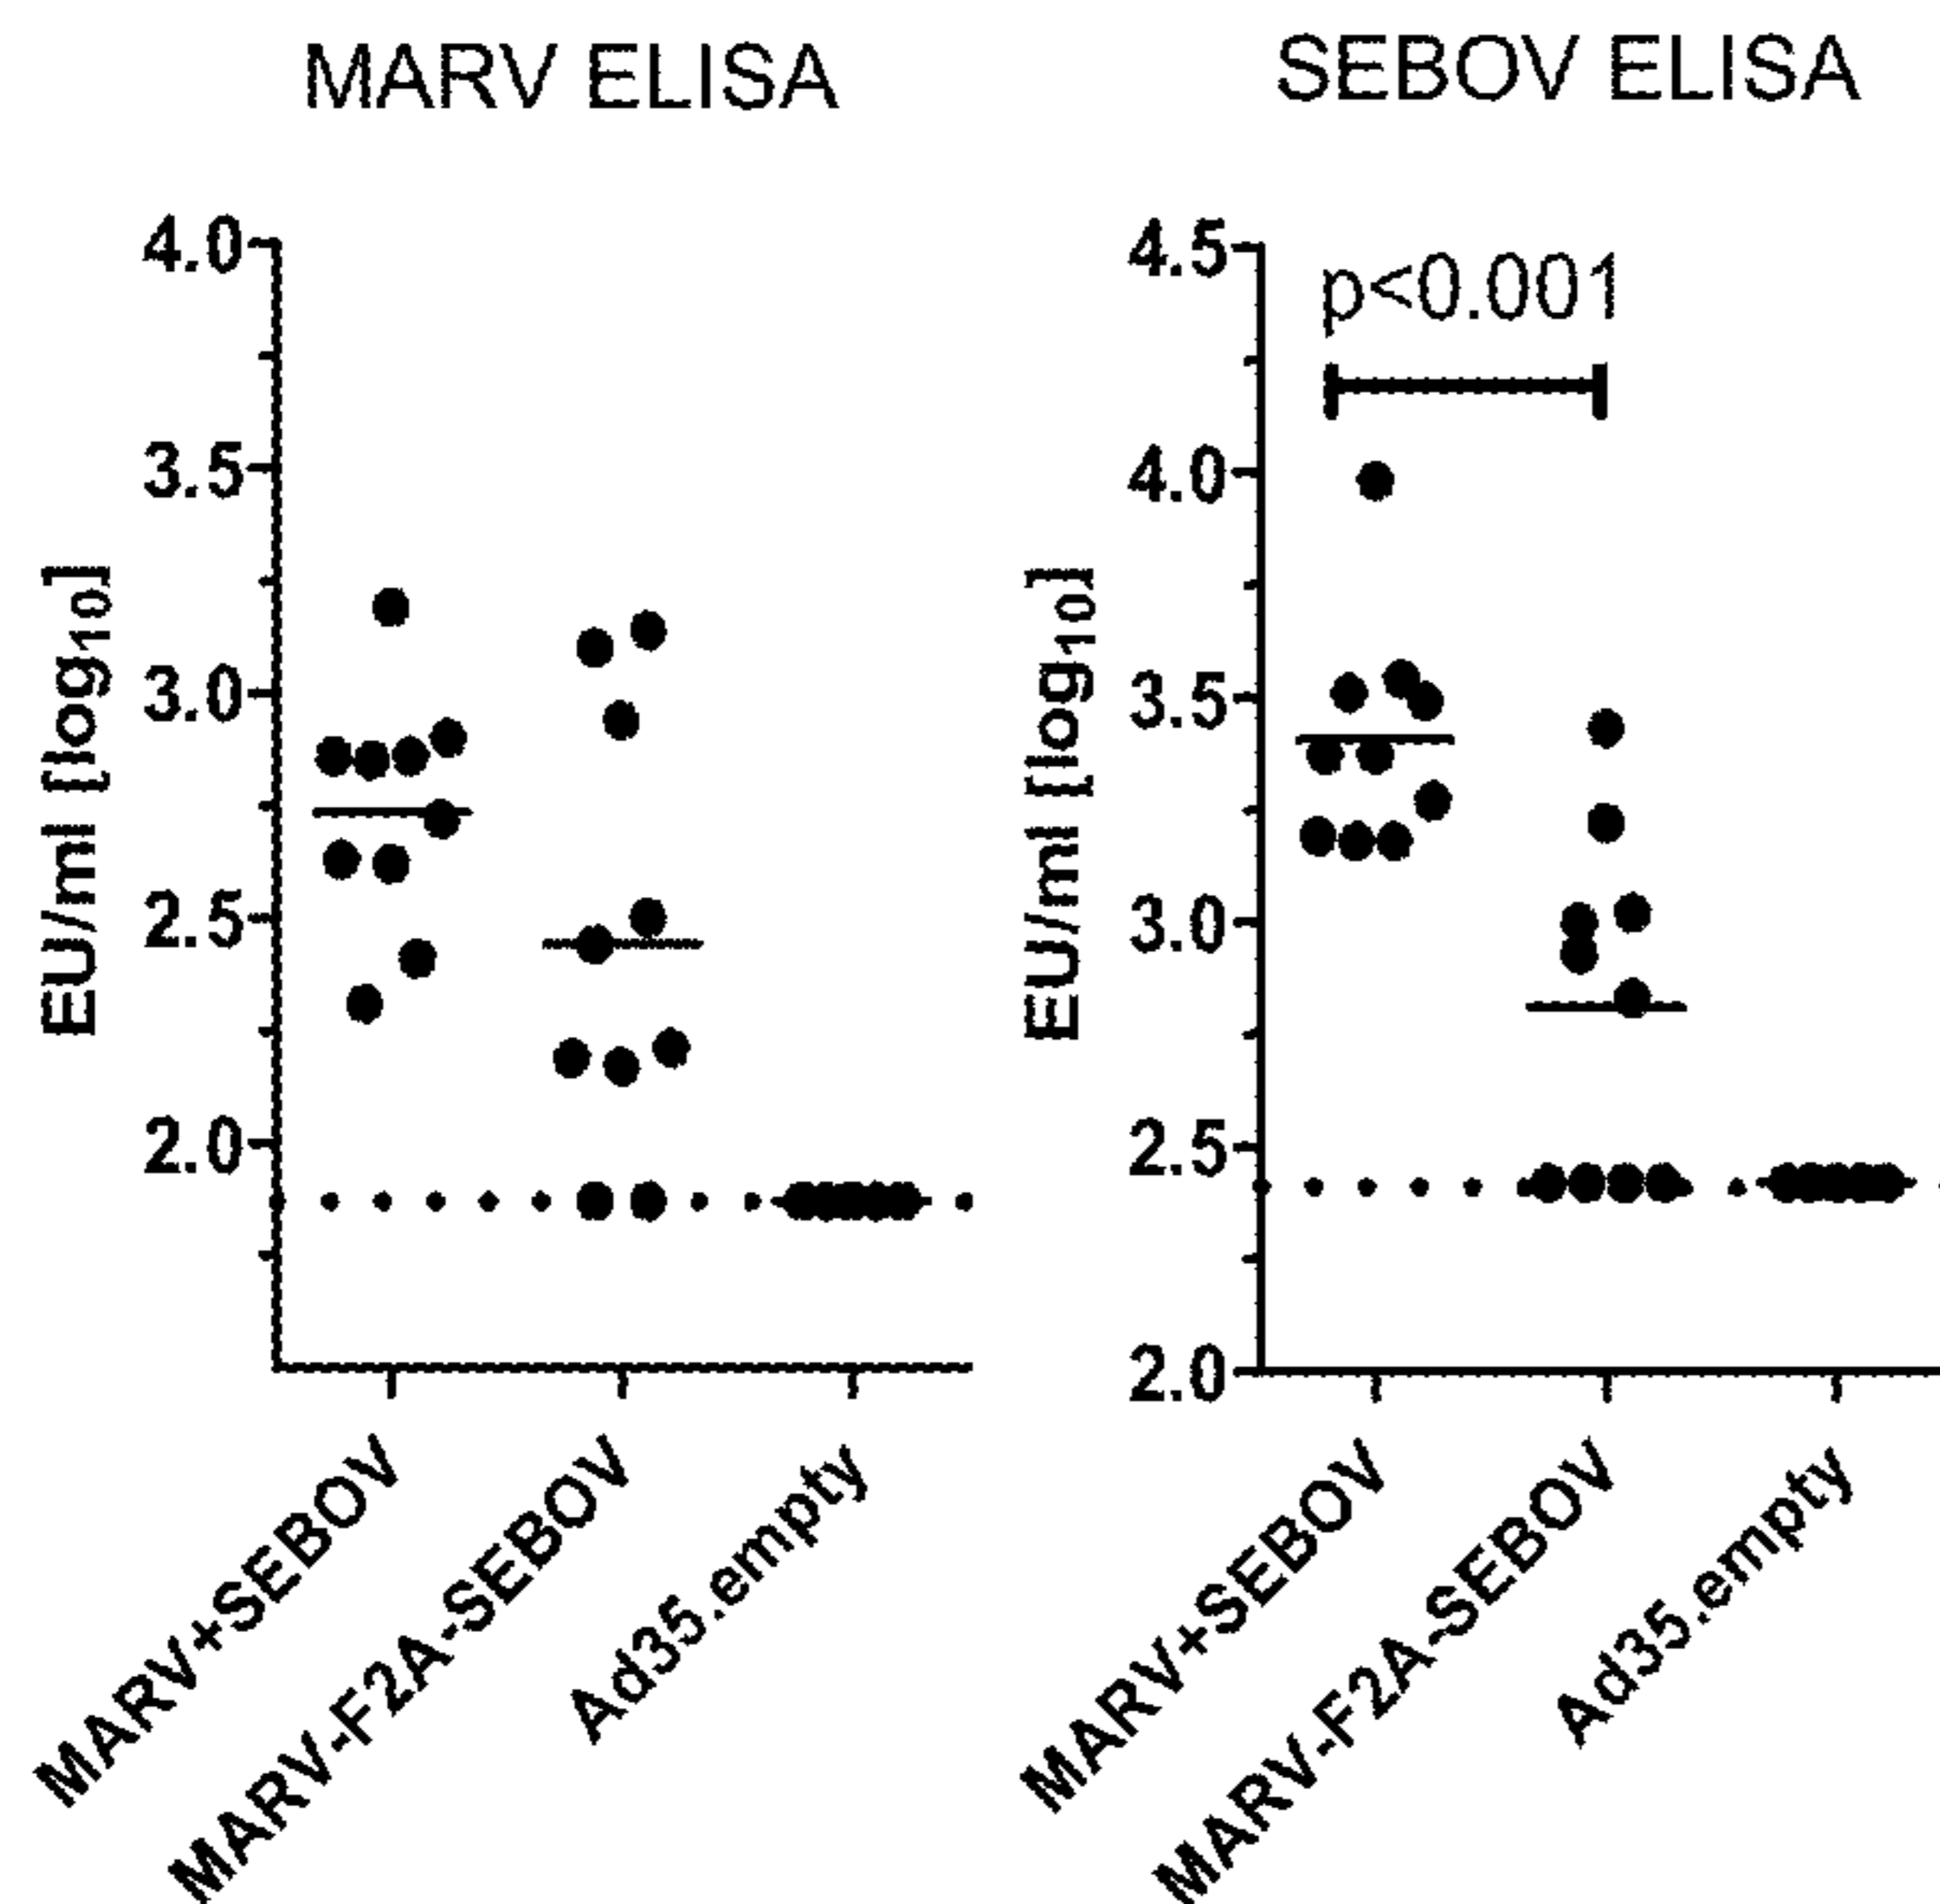 MARV ELISA
EU/ml [log10]
4.0
3.5
3.0
2.5
2.0
MARV+SEBOV
MARV-F2A-SEBOV
Ad35.empty
SEBOV ELISA
EU/ml [log10]
4.5
4.0
3.5
3.0
2.5
2.0
p<0.001
MARV+SEBOV
MARV-F2A-SEBOV
Ad35.empty